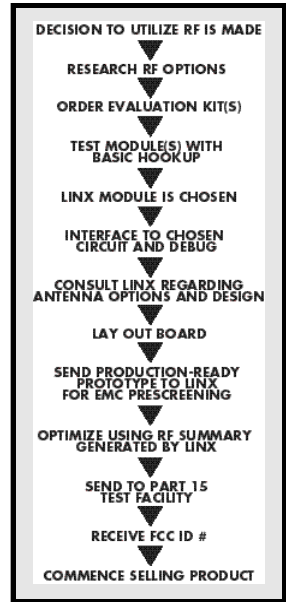 DECISION TO UTILIZE RF IS MADE
RESEARCH RF OPTIONS
ORDER EVALUATION KIT(S)
TEST MODULE(S) WITH
BASIC HOOKUP
LINX MODULE IS CHOSEN
INTERFACE TO CHOSEN
CIRCUIT AND DEBUG
CONSULT LINX REGARDING
ANTENNA OPTIONS AND DESIGN
LAY OUT BOARD
SEND PRODUCTION-READY
PROTOTYPE TO LINX
FOR EMC PRESCREENING
OPTIMIZE USING RF SUMMARY
GENERATED BY LINX
SEND TO PART 15
TEST FACILITY
RECEIVE FCC ID #
COMMENCE SELLING PRODUCT